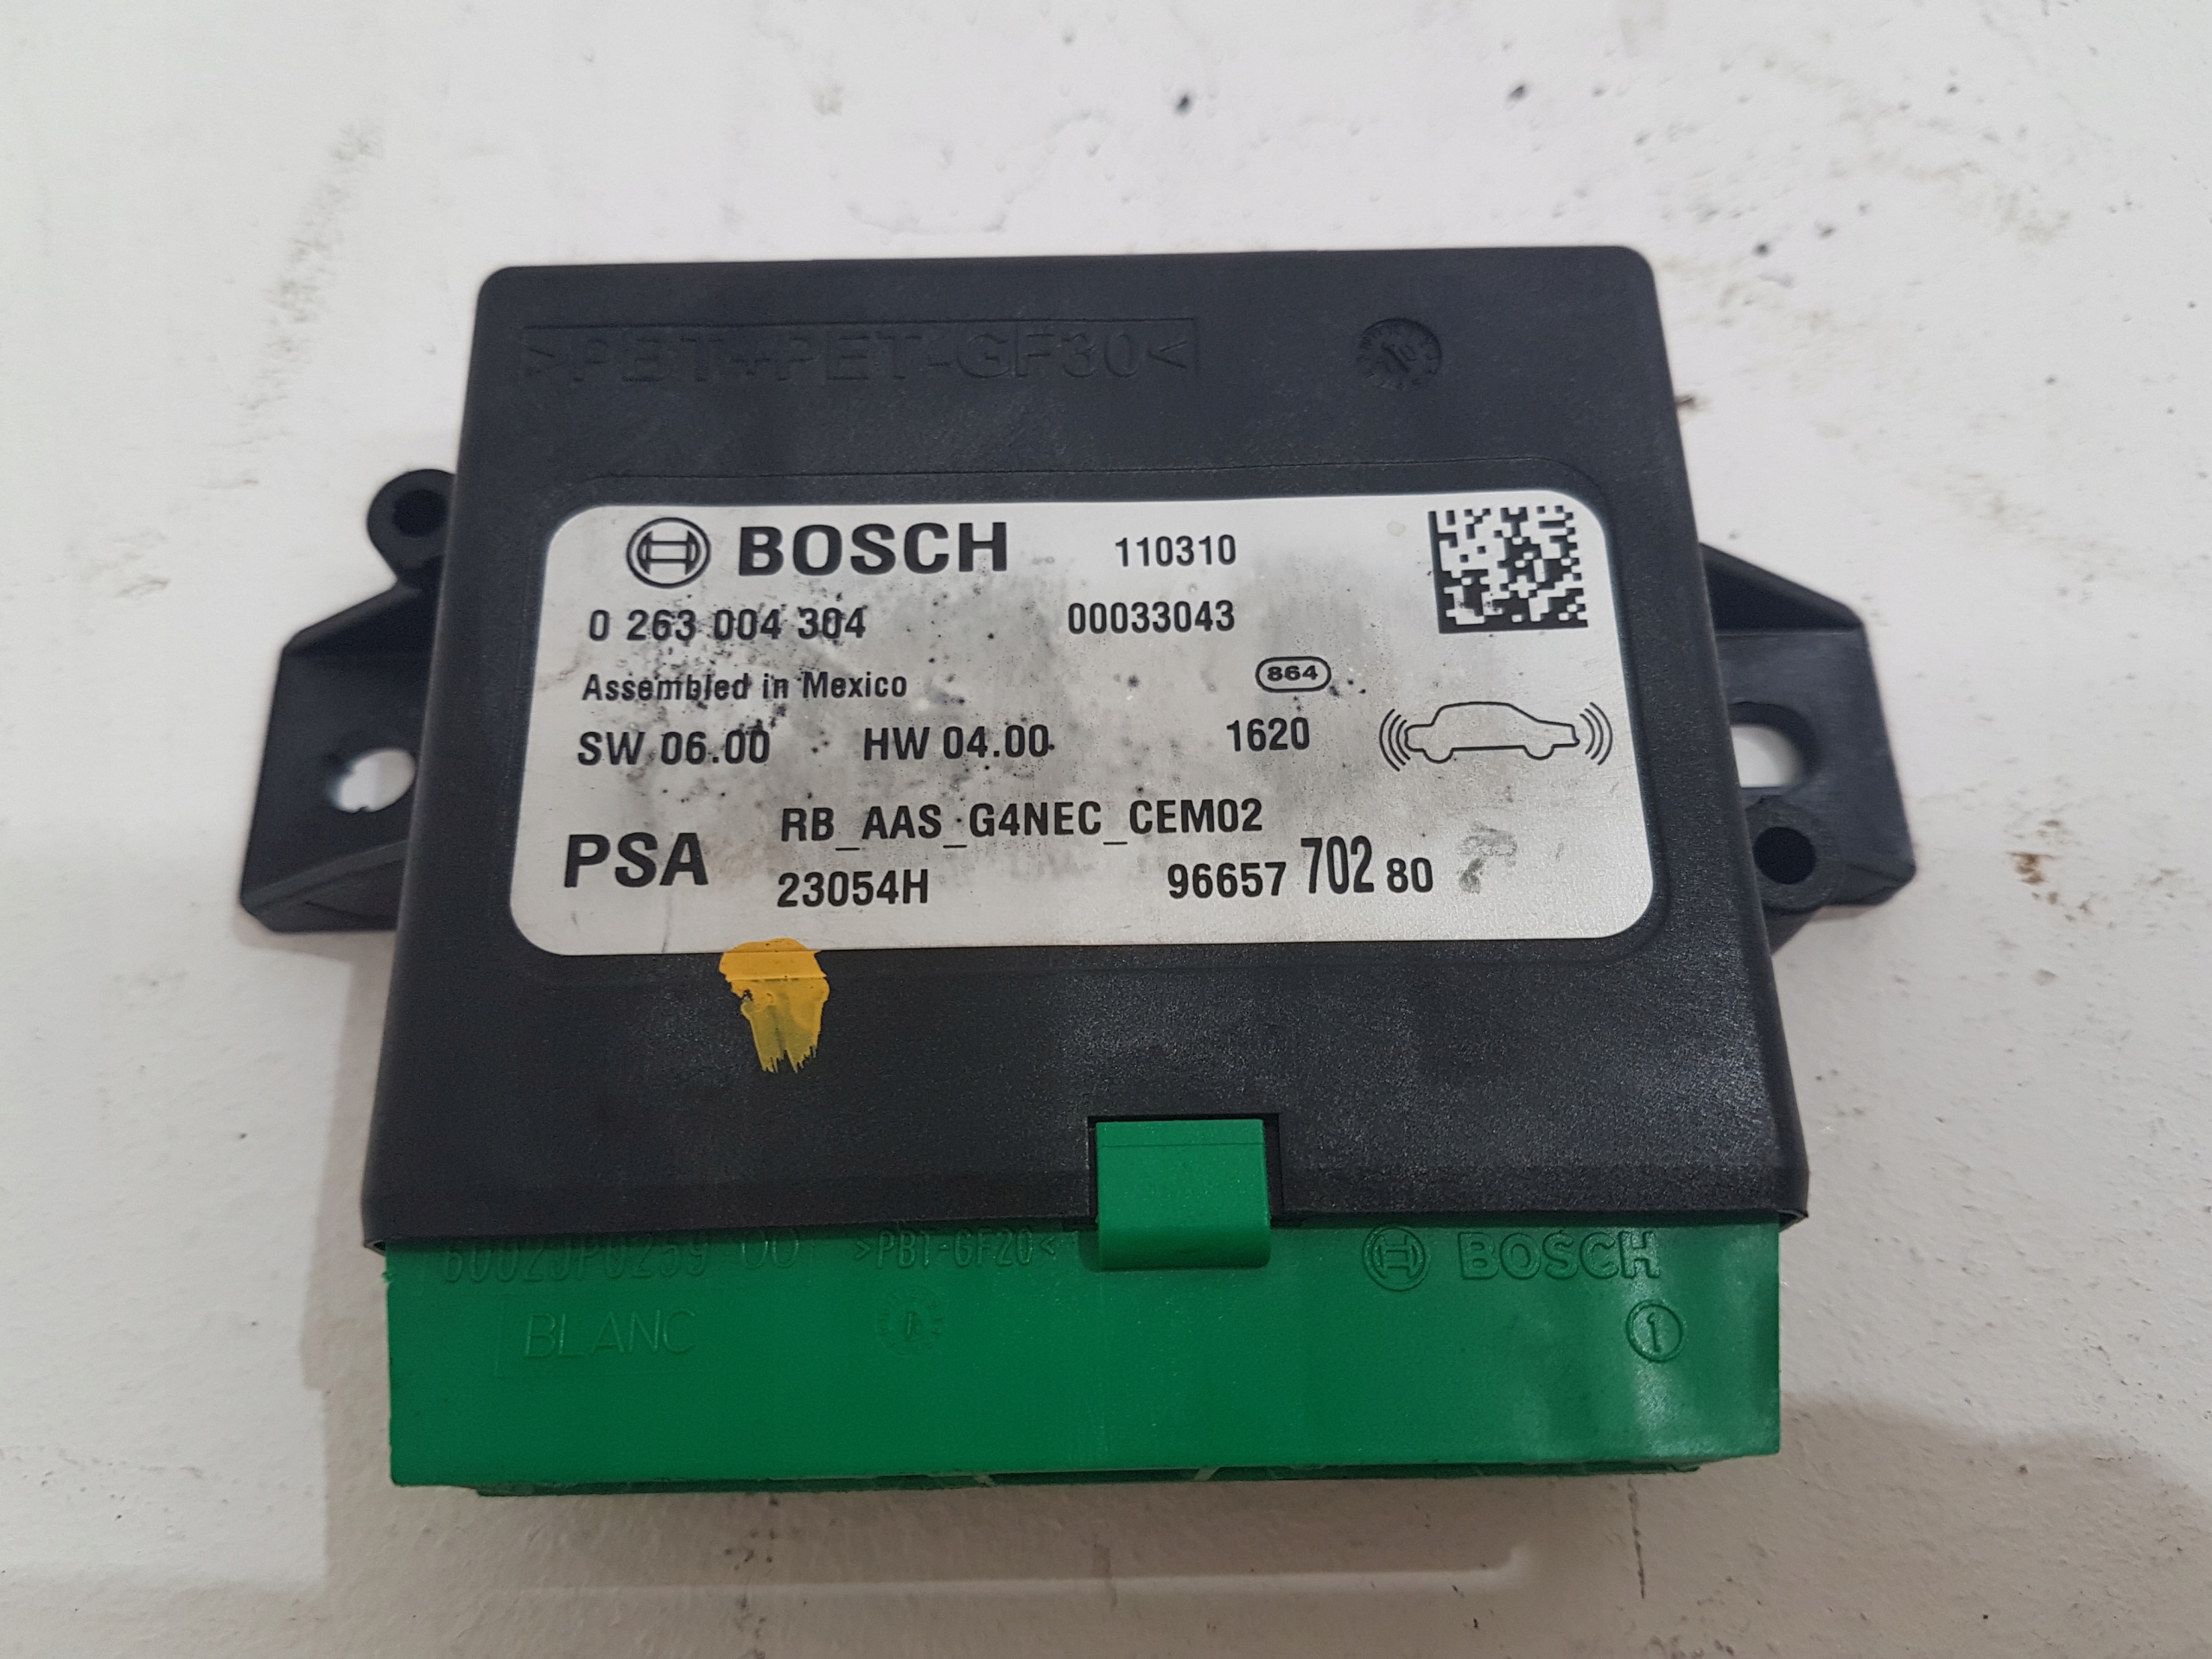 >PBT+PET-GF30<
BOSCH 110310
0 263 004 304 00033043
Assembled in Mexico 864
SW 06.00 HW 04.00 1620
RB_AAS_G4NEC_CEM02
PSA 23054H 96657 702 80
00 >PBT-GF20< BOSCH
BLANC 1